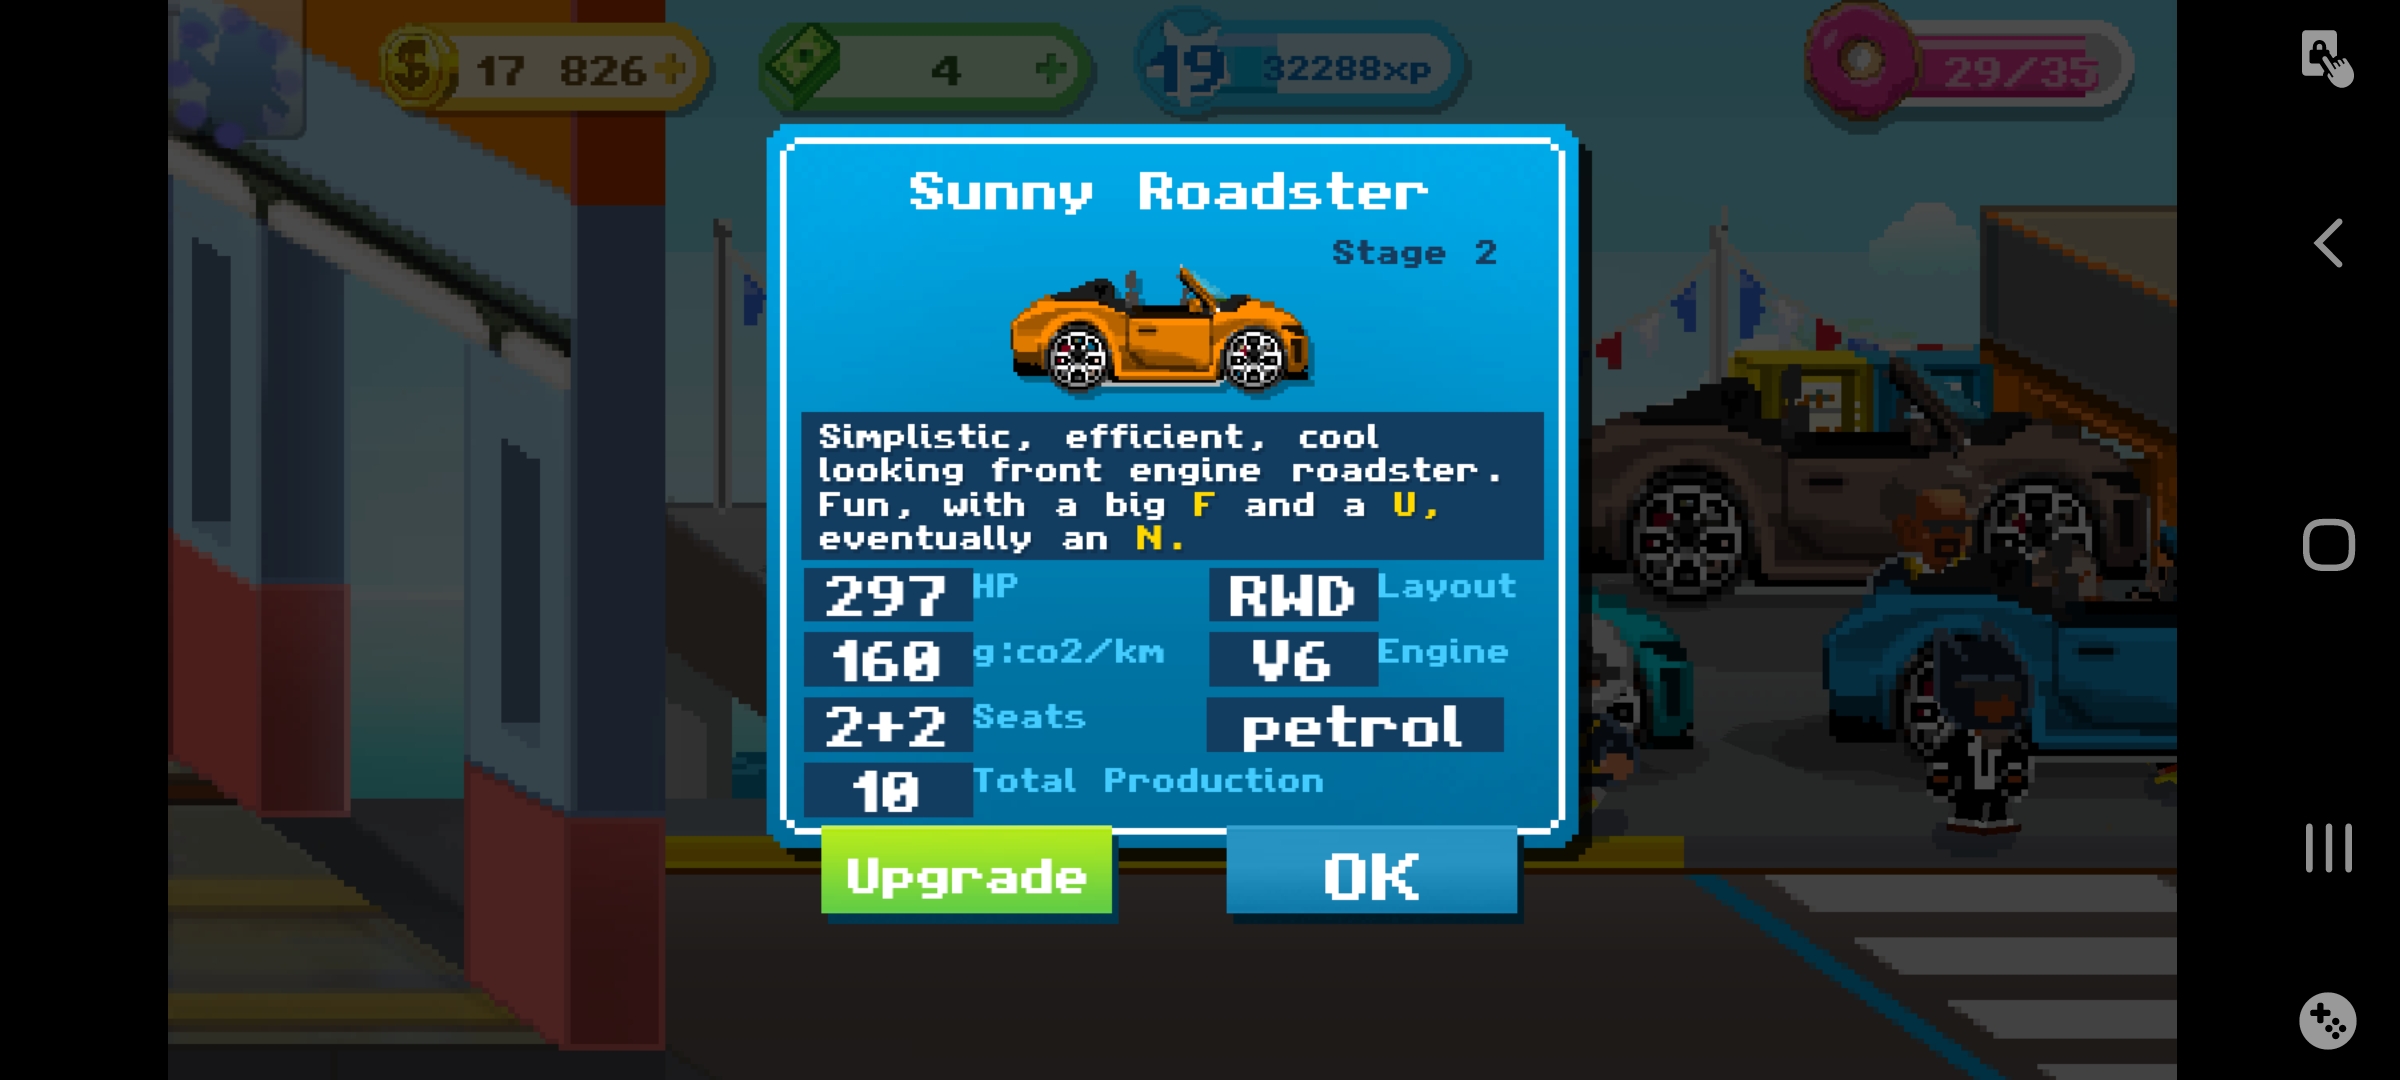 17 826
4
19 32288xp
29/35
Sunny Roadster
Stage 2
Simplistic, efficient, cool
looking front engine roadster.
Fun, with a big F and a U,
eventually an N.
297 HP RWD Layout
160 g:co2/km V6 Engine
2+2 Seats petrol
10 Total Production
Upgrade OK